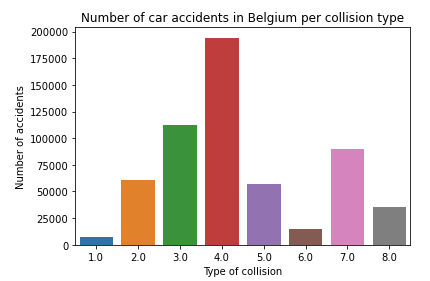 Number of car accidents in Belgium per collision type
200000
175000
150000
125000
100000
75000
50000
25000
0
Number of accidents
1.0 2.0 3.0 4.0 5.0 6.0 7.0 8.0
Type of collision